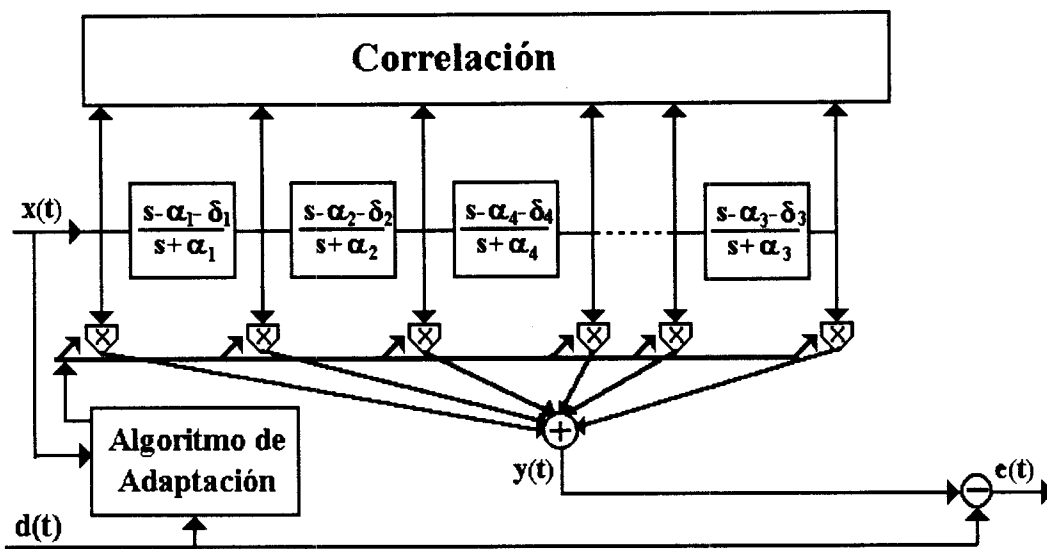 Correlación
x(t)
s-α₁-δ₁
s+α₁
s-α₂-δ₂
s+α₂
s-α₄-δ₄
s+α₄
s-α₃-δ₃
s+α₃
×
×
×
×
×
×
+
Algoritmo de
Adaptación
y(t)
−
e(t)
d(t)